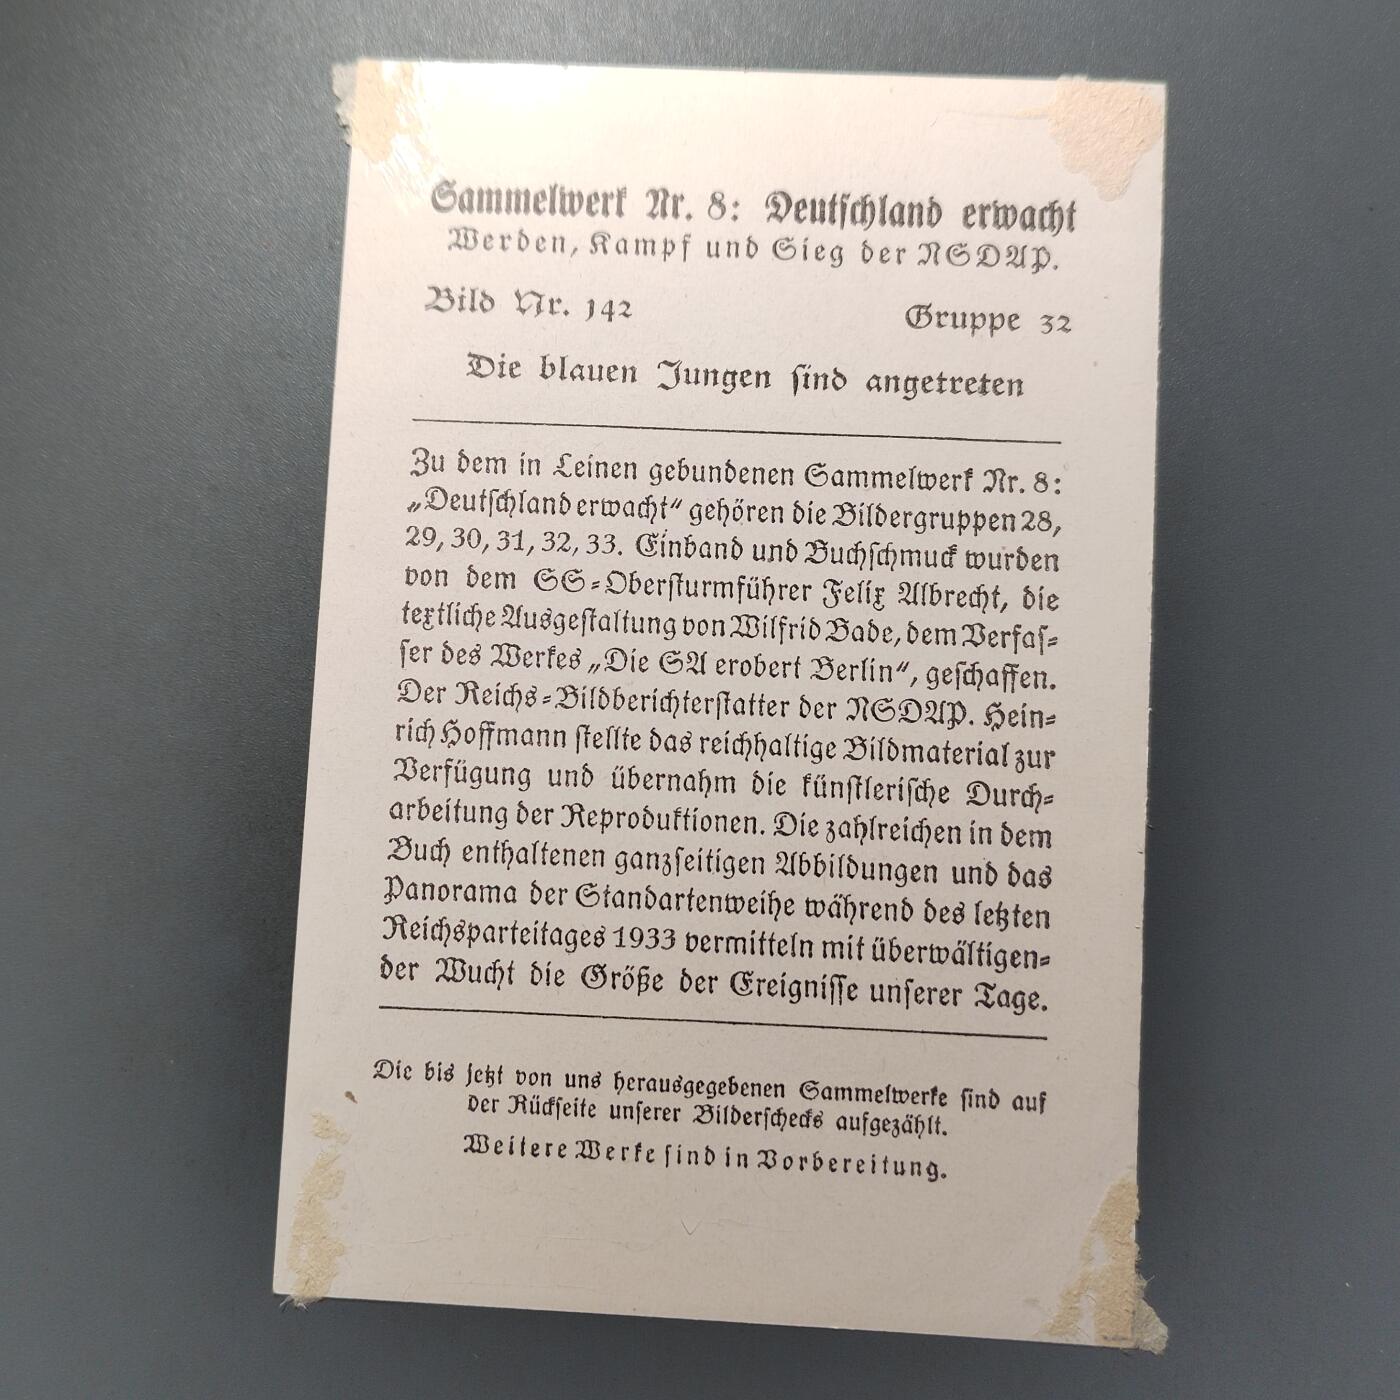 Sammelwerk Nr. 8: Deutschland erwacht
Werden, Kampf und Sieg der NSDAP.
Bild Nr. 142 Gruppe 32
Die blauen Jungen sind angetreten
Zu dem in Leinen gebundenen Sammelwerk Nr. 8:
„Deutschland erwacht“ gehören die Bildergruppen 28,
29, 30, 31, 32, 33. Einband und Buchschmuck wurden
von dem SS-Obersturmführer Felix Albrecht, die
textliche Ausgestaltung von Wilfrid Bade, dem Verfas-
ser des Werkes „Die SA erobert Berlin“, geschaffen.
Der Reichs-Bildberichterstatter der NSDAP. Hein-
rich Hoffmann stellte das reichhaltige Bildmaterial zur
Verfügung und übernahm die künstlerische Durch-
arbeitung der Reproduktionen. Die zahlreichen in dem
Buch enthaltenen ganzseitigen Abbildungen und das
Panorama der Standartenweihe während des letzten
Reichsparteitages 1933 vermitteln mit überwältigen-
der Wucht die Größe der Ereignisse unserer Tage.
Die bis jetzt von uns herausgegebenen Sammelwerke sind auf
der Rückseite unserer Bilderschecks aufgezählt.
Weitere Werke sind in Vorbereitung.